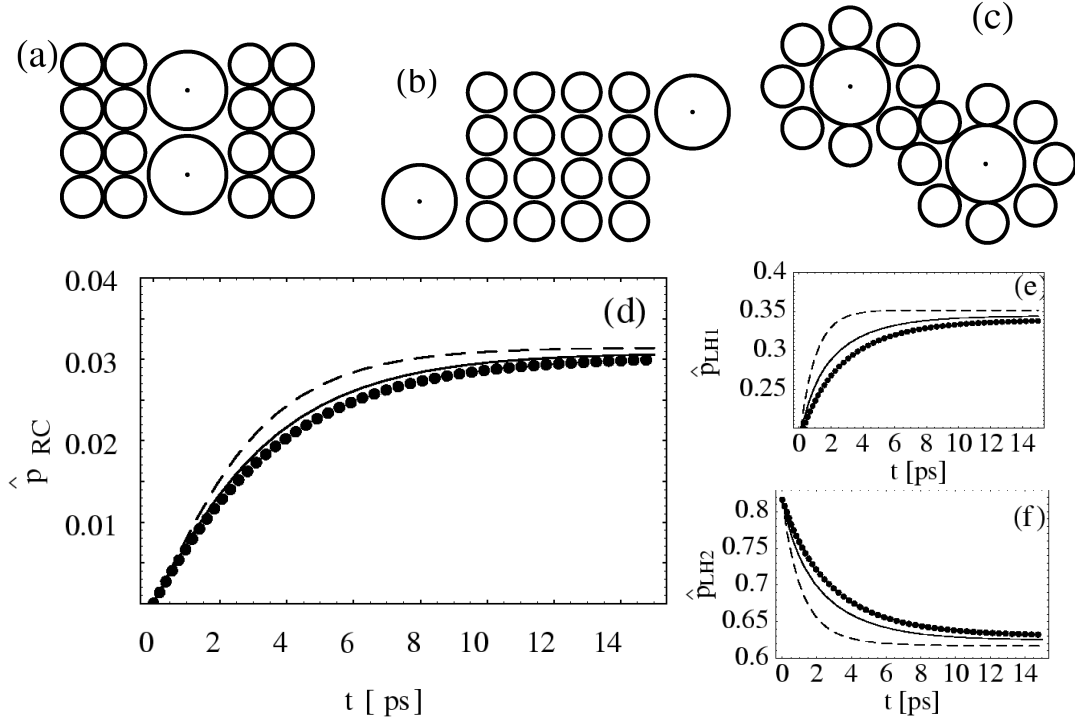 (a)
(b)
(c)
(d)
0.04
0.03
0.02
0.01
p̂ RC
0 2 4 6 8 10 12 14
t [ ps]
(e)
0.4
0.35
0.3
0.25
p̂LH1
0 2 4 6 8 10 12 14
t [ps]
(f)
0.8
0.75
0.7
0.65
0.6
p̂LH2
0 2 4 6 8 10 12 14
t [ps]